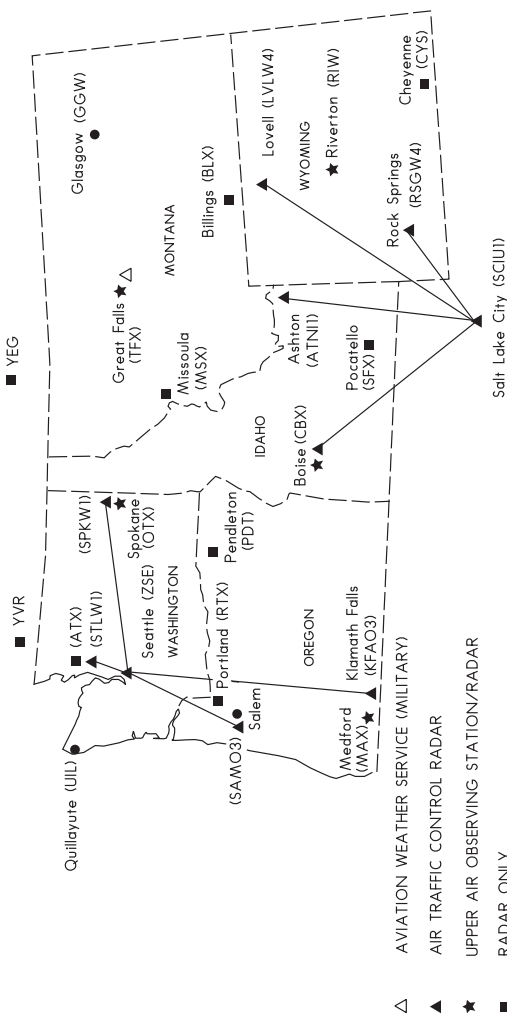 YVR
YEG
(ATX)
(STLW1)
(SPKW1)
Spokane
(OTX)
Great Falls
(TFX)
Glasgow (GGW)
Quillayute (UIL)
Seattle (ZSE)
WASHINGTON
Missoula
(MSX)
MONTANA
Billings (BLX)
Portland (RTX)
Pendleton
(PDT)
(SAMO3)
Salem
IDAHO
Ashton
(ATNI1)
Lovell (LVLW4)
WYOMING
Riverton (RIW)
OREGON
Boise (CBX)
Pocatello
(SFX)
Rock Springs
(RSGW4)
Cheyenne
(CYS)
Medford
(MAX)
Klamath Falls
(KFAO3)
Salt Lake City (SCIU1)
AVIATION WEATHER SERVICE (MILITARY)
AIR TRAFFIC CONTROL RADAR
UPPER AIR OBSERVING STATION/RADAR
RADAR ONLY